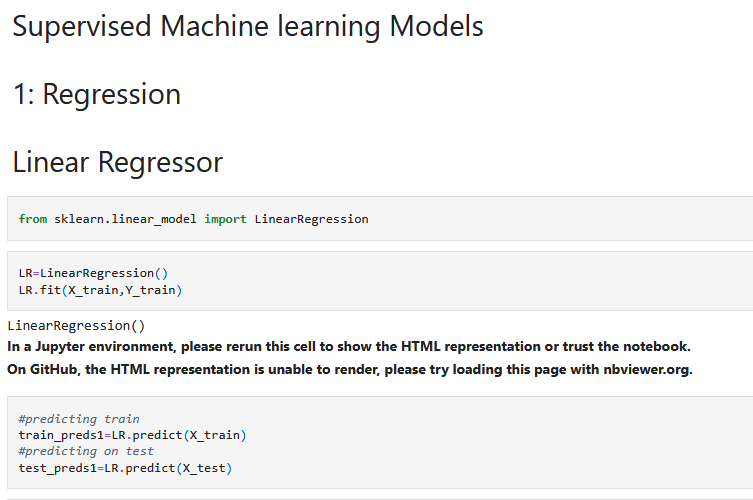 Supervised Machine learning Models
1: Regression
Linear Regressor
from sklearn.linear_model import LinearRegression
LR=LinearRegression()
LR.fit(X_train,Y_train)
LinearRegression()
In a Jupyter environment, please rerun this cell to show the HTML representation or trust the notebook.
On GitHub, the HTML representation is unable to render, please try loading this page with nbviewer.org.
#predicting train
train_preds1=LR.predict(X_train)
#predicting on test
test_preds1=LR.predict(X_test)